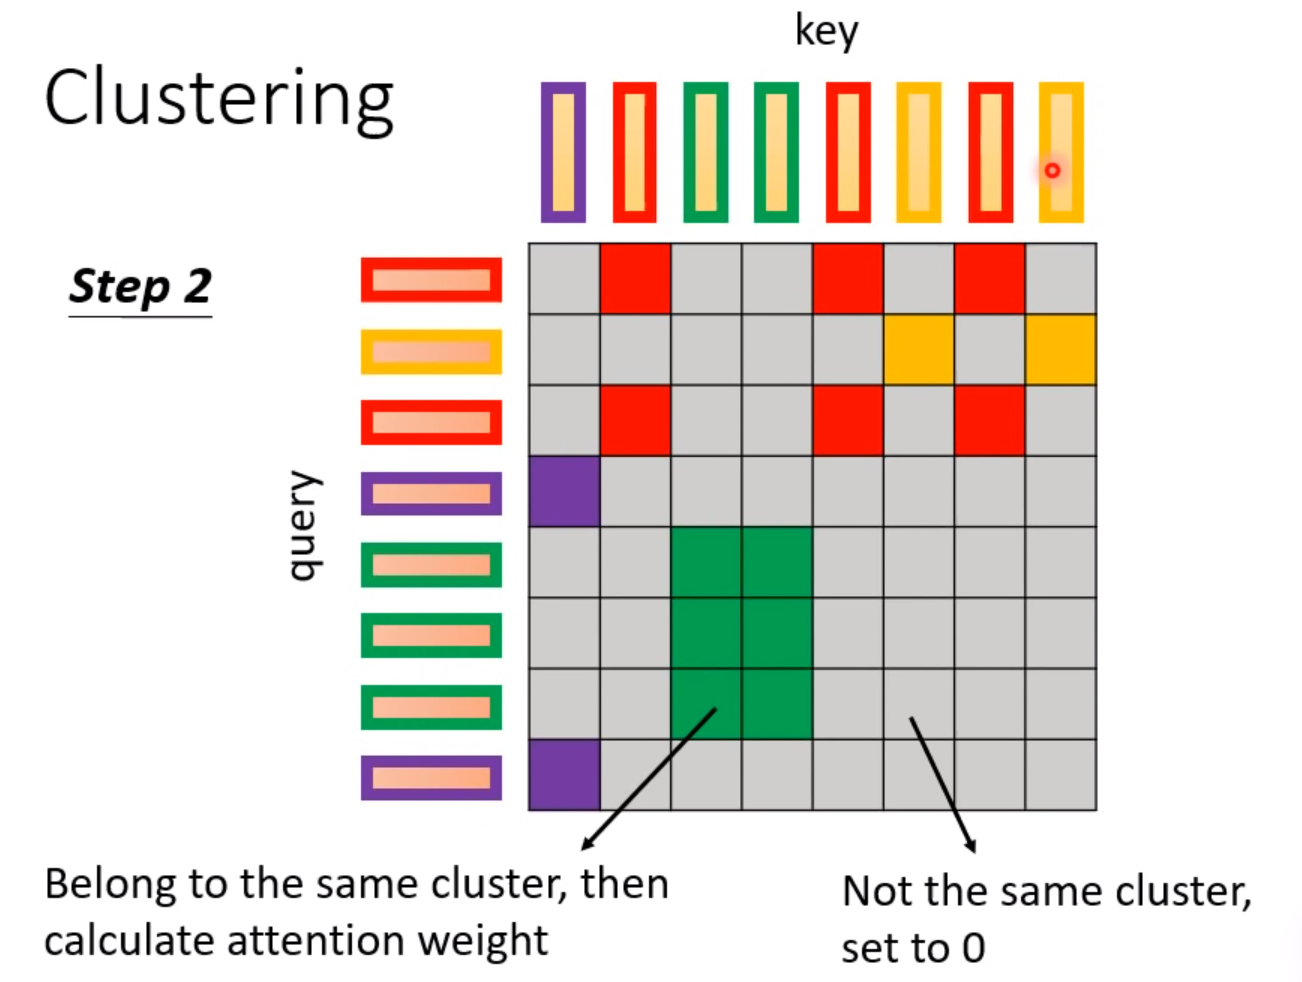 key
Clustering
Step 2
query
Belong to the same cluster, then
calculate attention weight
Not the same cluster,
set to 0